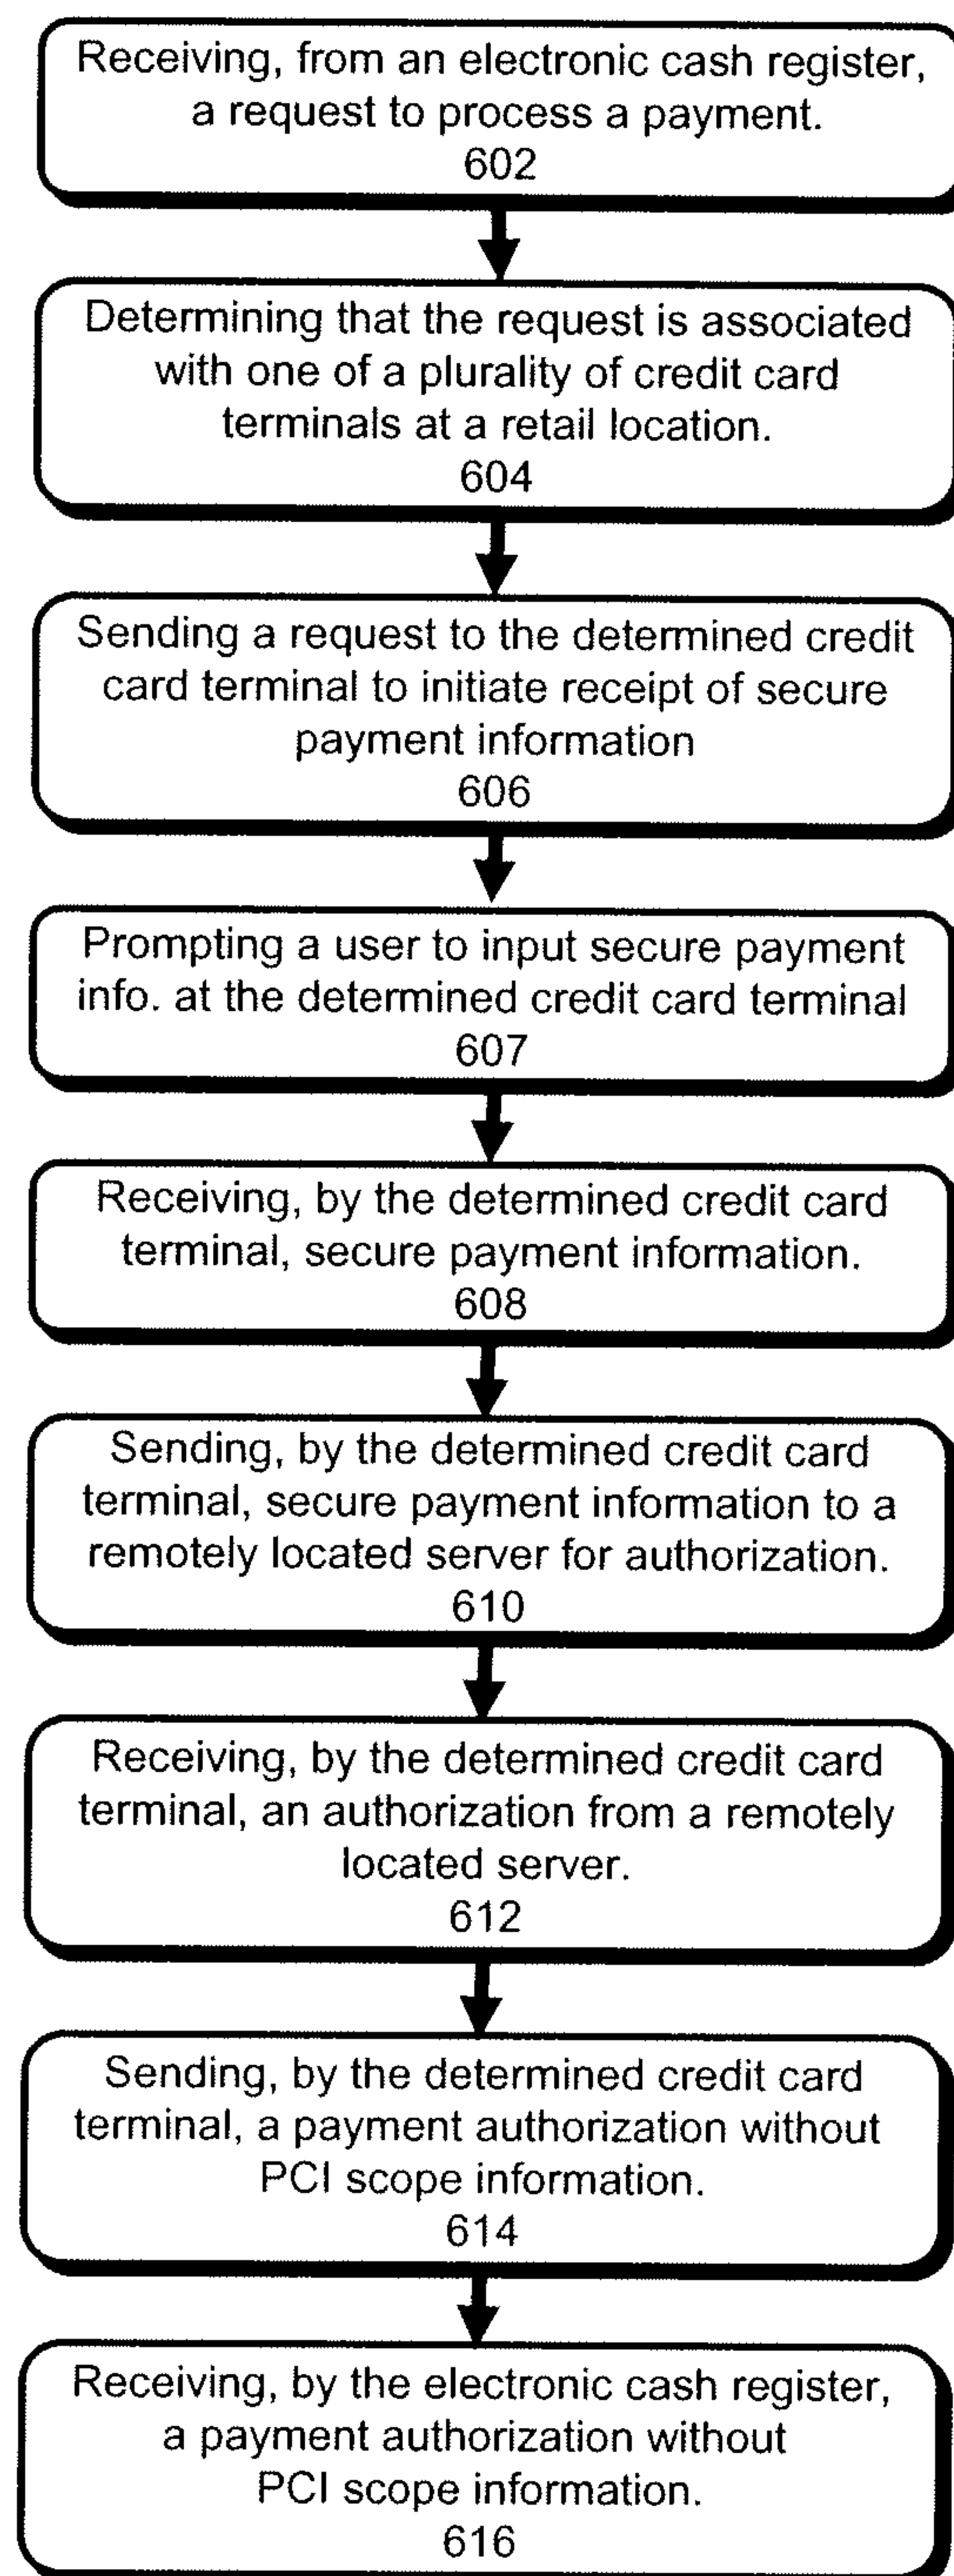 Receiving, from an electronic cash register,
a request to process a payment.
602
Determining that the request is associated
with one of a plurality of credit card
terminals at a retail location.
604
Sending a request to the determined credit
card terminal to initiate receipt of secure
payment information
606
Prompting a user to input secure payment
info. at the determined credit card terminal
607
Receiving, by the determined credit card
terminal, secure payment information.
608
Sending, by the determined credit card
terminal, secure payment information to a
remotely located server for authorization.
610
Receiving, by the determined credit card
terminal, an authorization from a remotely
located server.
612
Sending, by the determined credit card
terminal, a payment authorization without
PCI scope information.
614
Receiving, by the electronic cash register,
a payment authorization without
PCI scope information.
616